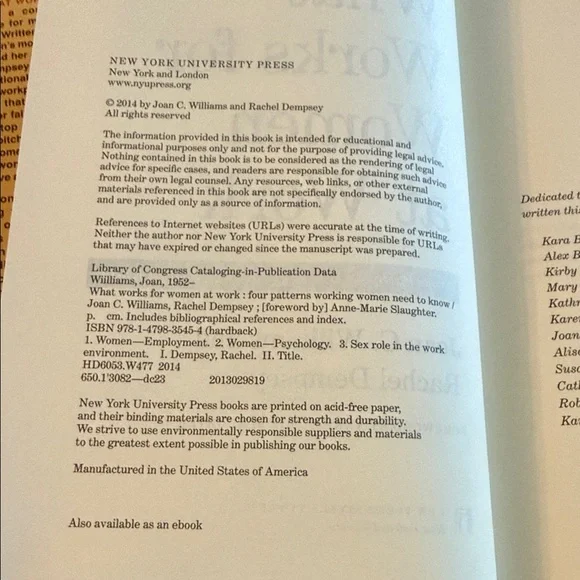 NEW YORK UNIVERSITY PRESS
New York and London
www.nyupress.org
© 2014 by Joan C. Williams and Rachel Dempsey
All rights reserved
The information provided in this book is intended for educational and
informational purposes only and not for the purpose of providing legal advice.
Nothing contained in this book is to be considered as the rendering of legal
advice for specific cases, and readers are responsible for obtaining such advice
from their own legal counsel. Any resources, web links, or other external
materials referenced in this book are not specifically endorsed by the author,
and are provided only as a source of information.
References to Internet websites (URLs) were accurate at the time of writing.
Neither the author nor New York University Press is responsible for URLs
that may have expired or changed since the manuscript was prepared.
Library of Congress Cataloging-in-Publication Data
Wiilliams, Joan, 1952–
What works for women at work : four patterns working women need to know /
Joan C. Williams, Rachel Dempsey ; [foreword by] Anne-Marie Slaughter.
p. cm. Includes bibliographical references and index.
ISBN 978-1-4798-3545-4 (hardback)
1. Women—Employment. 2. Women—Psychology. 3. Sex role in the work
environment. I. Dempsey, Rachel. II. Title.
HD6053.W477 2014
650.1'3082—dc23 2013029819
New York University Press books are printed on acid-free paper,
and their binding materials are chosen for strength and durability.
We strive to use environmentally responsible suppliers and materials
to the greatest extent possible in publishing our books.
Manufactured in the United States of America
Also available as an ebook
Dedicated
written
Kara
Alex
Kirby
Mary
Joan